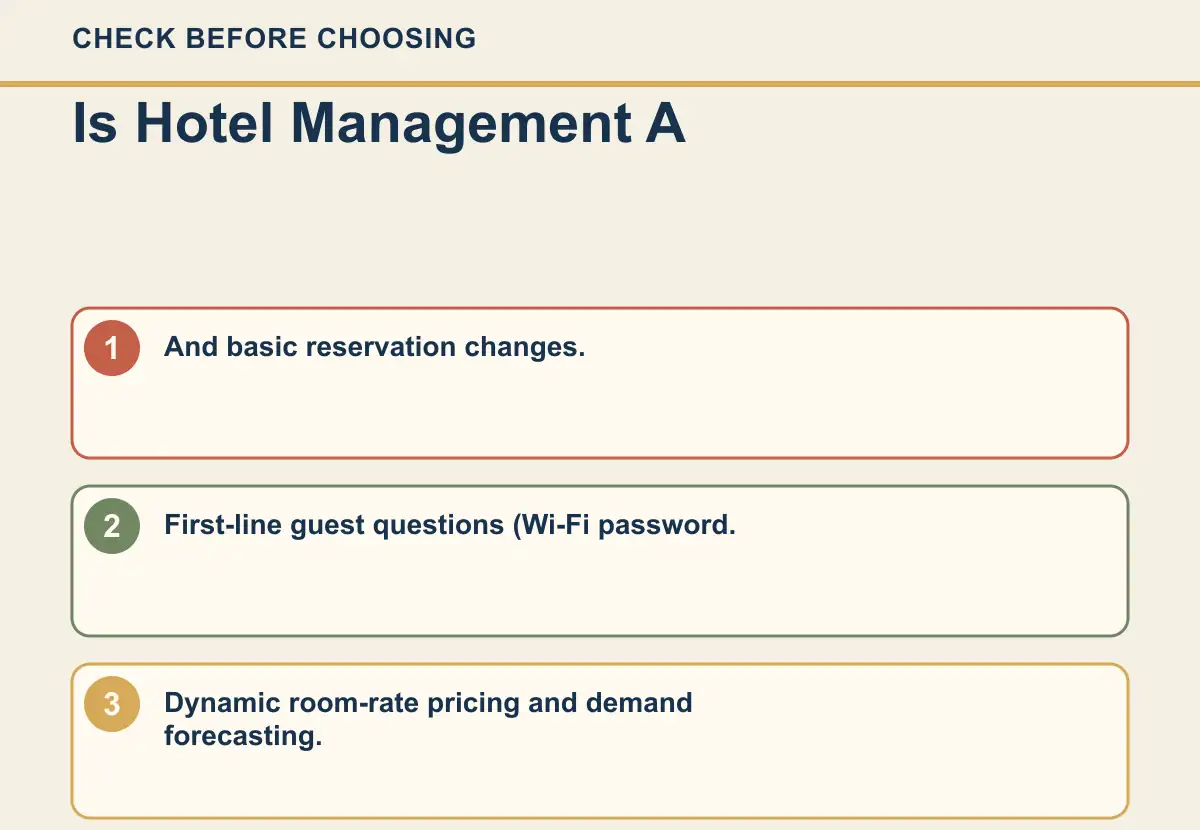 CHECK BEFORE CHOOSING
Is Hotel Management A
1
And basic reservation changes.
2
First-line guest questions (Wi-Fi password.
3
Dynamic room-rate pricing and demand
forecasting.